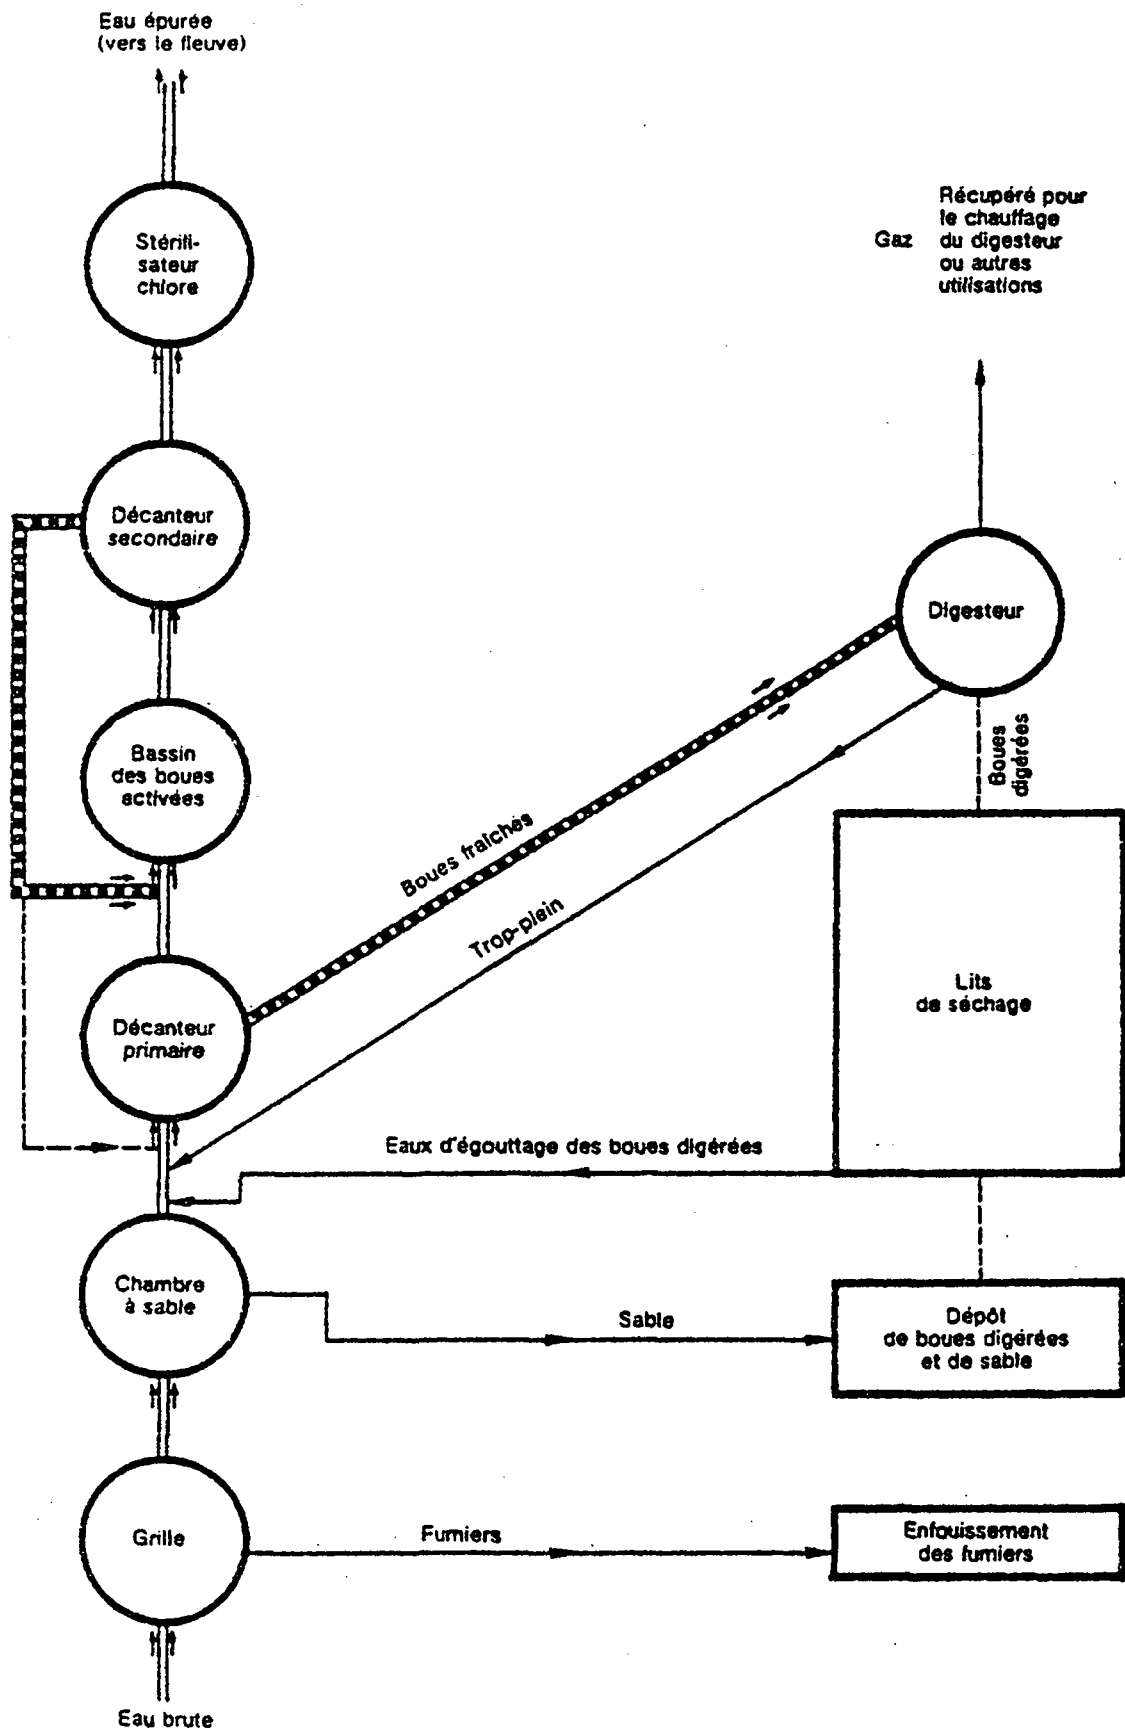 Eau épurée
(vers le fleuve)
Stérili-
sateur
chlore
Récupéré pour
le chauffage
Gaz du digesteur
ou autres
utilisations
Décanteur
secondaire
Digesteur
Bassin
des boues
activées
Boues
digérées
Boues fraîches
Trop-plein
Lits
de séchage
Décanteur
primaire
Eaux d'égouttage des boues digérées
Chambre
à sable
Sable
Dépôt
de boues digérées
et de sable
Grille
Fumiers
Enfouissement
des fumiers
Eau brute